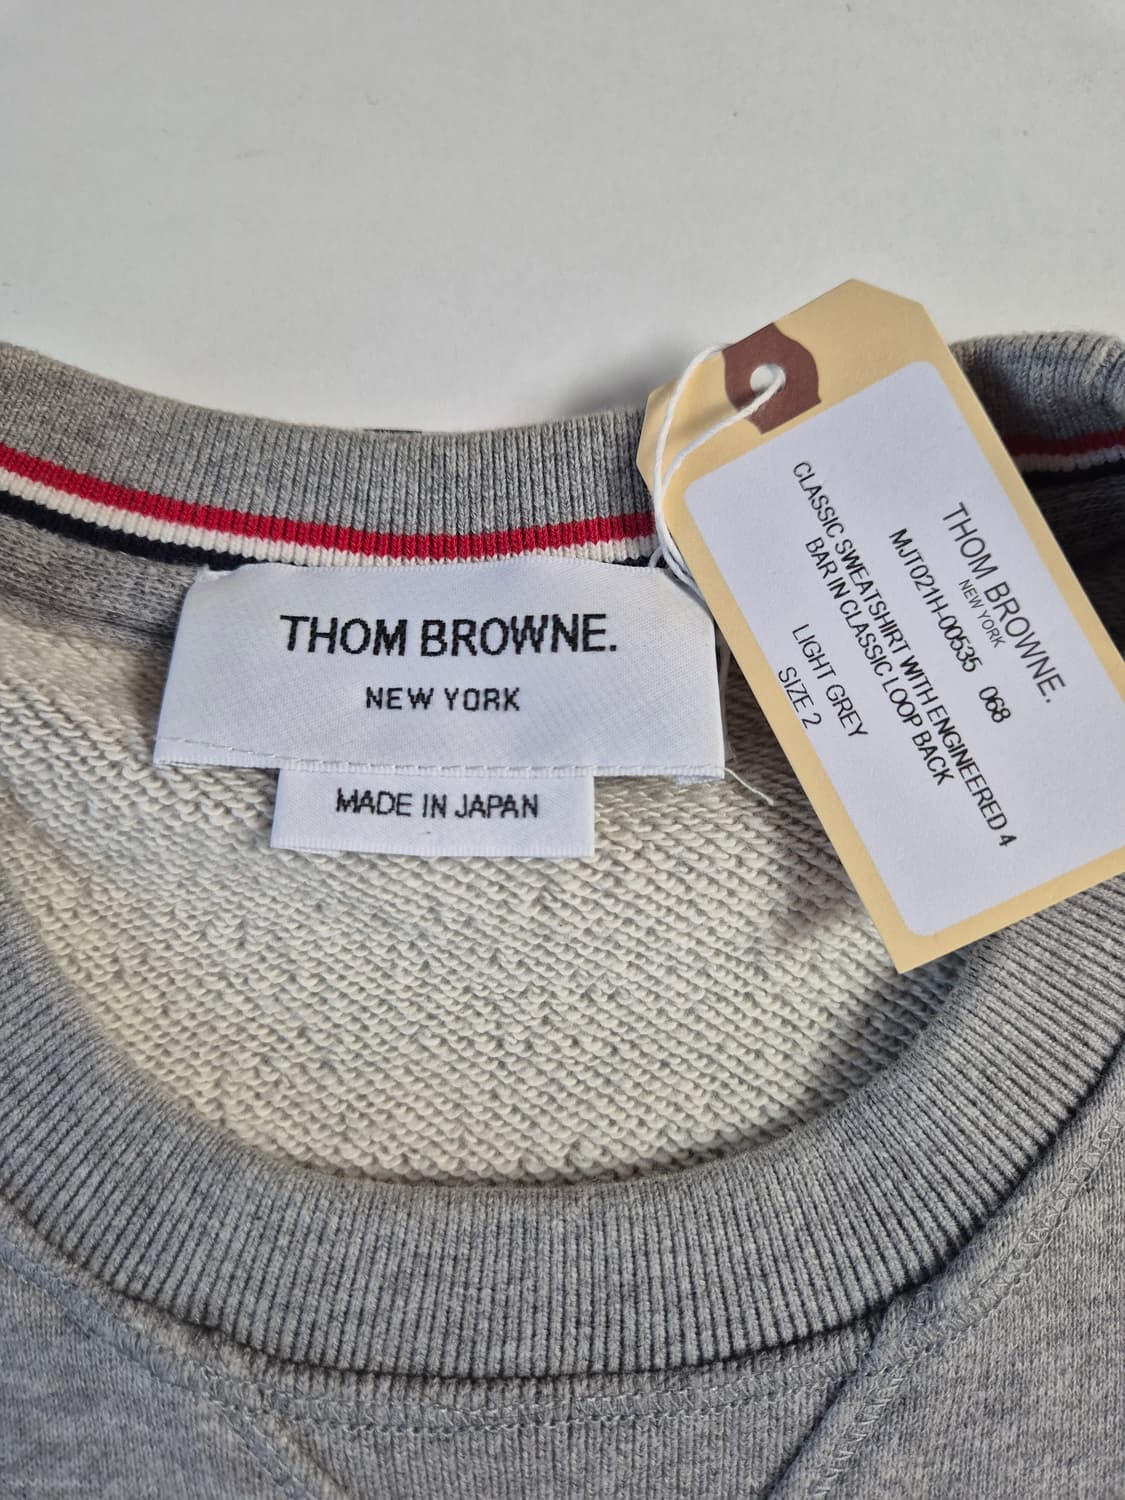 THOM BROWNE.
NEW YORK
MADE IN JAPAN
THOM BROWNE.
NEW YORK
MJT021H-00535 068
CLASSIC SWEATSHIRT WITH ENGINEERED 4
BAR IN CLASSIC LOOP BACK
LIGHT GREY
SIZE 2